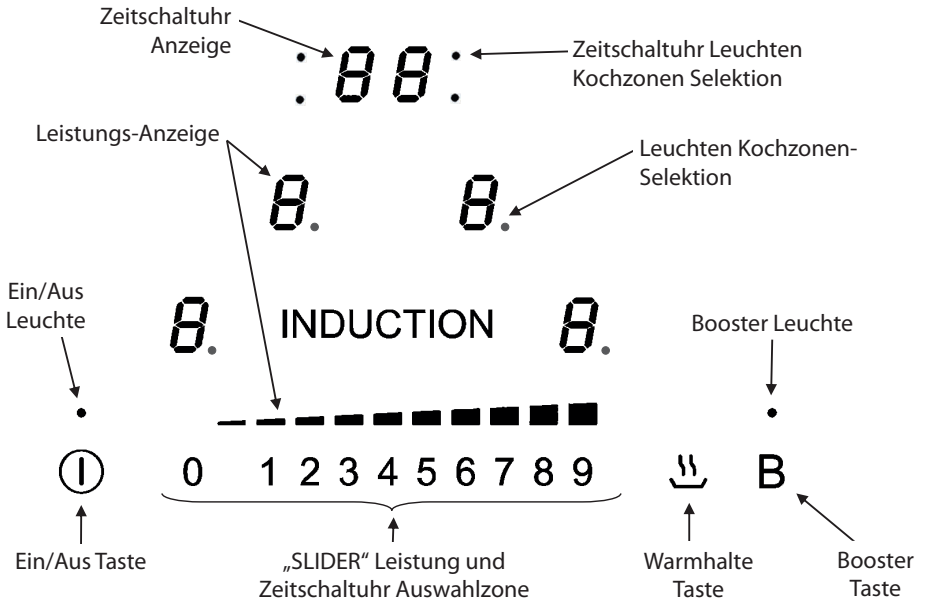 Zeitschaltuhr
Anzeige
88
Zeitschaltuhr Leuchten
Kochzonen Selektion
Leistungs-Anzeige
Leuchten Kochzonen-
Selektion
8. 8.
Ein/Aus
Leuchte
8. INDUCTION 8.
Booster Leuchte
0 1 2 3 4 5 6 7 8 9 B
Ein/Aus Taste
„SLIDER“ Leistung und
Zeitschaltuhr Auswahlzone
Warmhalte
Taste
Booster
Taste